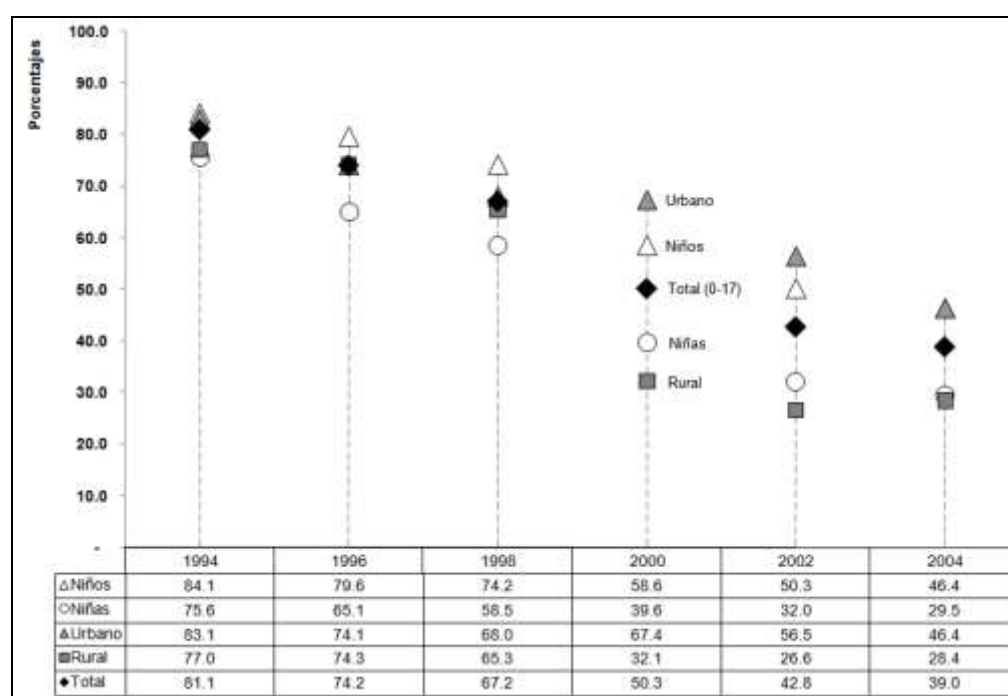 Porcentajes
100.0
90.0
80.0
70.0
60.0
50.0
40.0
30.0
20.0
10.0
-
Urbano
Niños
Total (0-17)
Niñas
Rural
1994 1996 1998 2000 2002 2004
Niños 84.1 79.6 74.2 58.6 50.3 46.4
Niñas 75.6 65.1 58.5 39.6 32.0 29.5
Urbano 83.1 74.1 68.0 67.4 56.5 46.4
Rural 77.0 74.3 65.3 32.1 26.6 28.4
Total 81.1 74.2 67.2 50.3 42.8 39.0